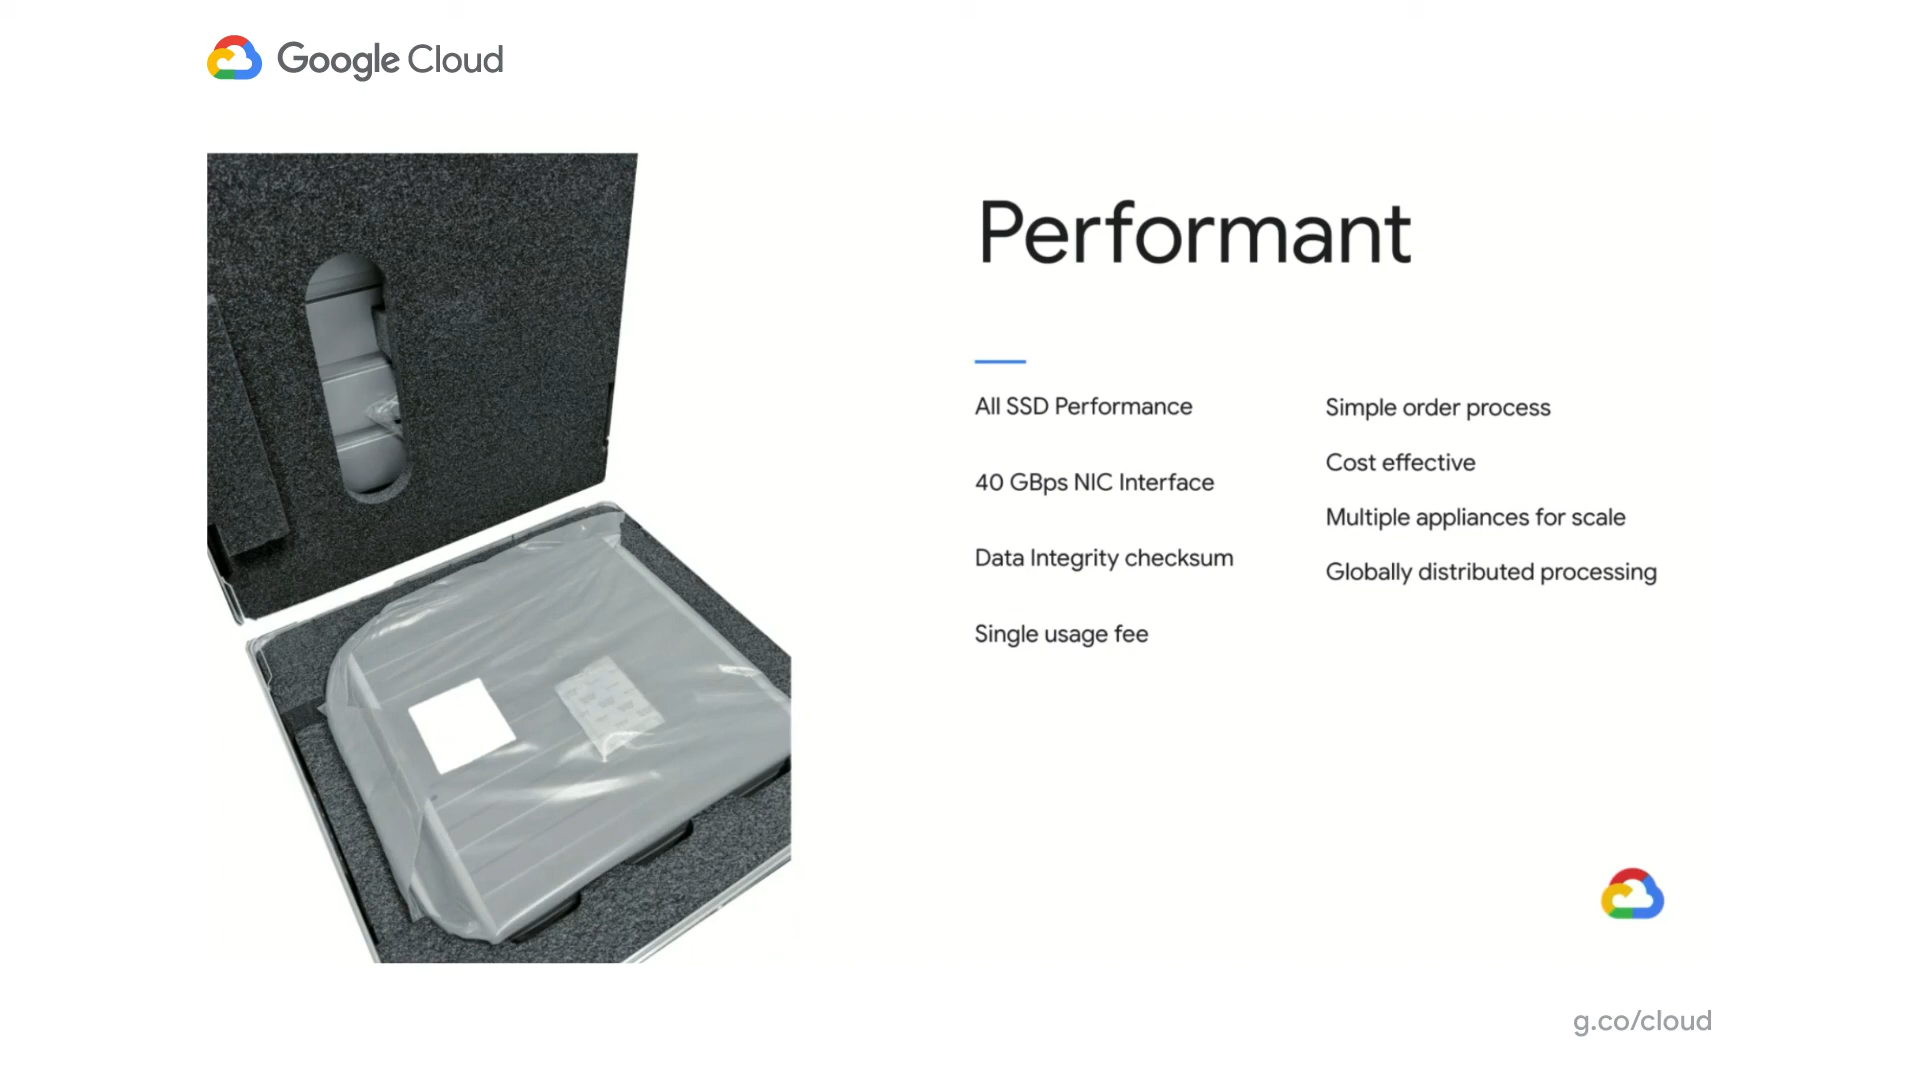 Google Cloud
Performant
All SSD Performance
40 GBps NIC Interface
Data Integrity checksum
Single usage fee
Simple order process
Cost effective
Multiple appliances for scale
Globally distributed processing
g.co/cloud